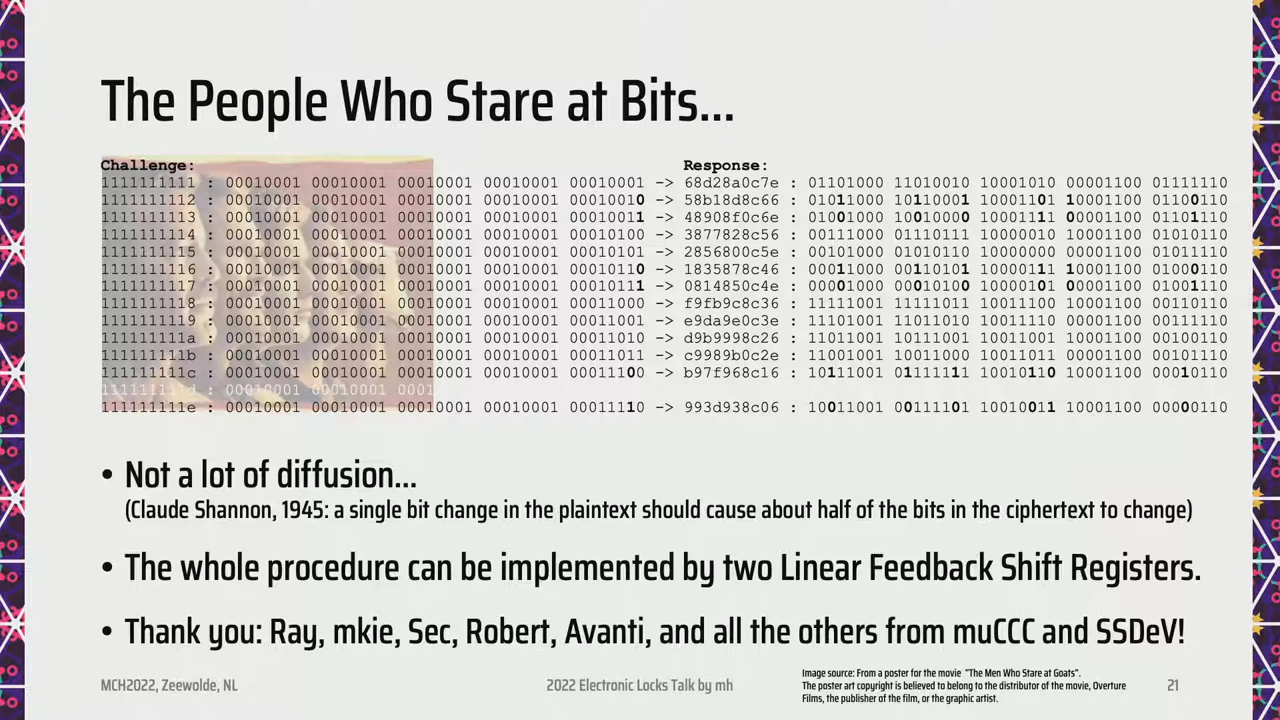 The People Who Stare at Bits...
Challenge: Response:
1111111111 : 00010001 00010001 00010001 00010001 00010001 -> 68d28a0c7e : 01101000 11010010 10001010 00001100 01111110
1111111112 : 00010001 00010001 00010001 00010001 00010010 -> 58b18d8c66 : 01011000 10110001 10001101 10001100 01100110
1111111113 : 00010001 00010001 00010001 00010001 00010011 -> 48908f0c6e : 01001000 10010000 10001111 00001100 01101110
1111111114 : 00010001 00010001 00010001 00010001 00010100 -> 3877828c56 : 00111000 01110111 10000010 10001100 01010110
1111111115 : 00010001 00010001 00010001 00010001 00010101 -> 2856800c5e : 00101000 01010110 10000000 00001100 01011110
1111111116 : 00010001 00010001 00010001 00010001 00010110 -> 1835878c46 : 00011000 00110101 10000111 10001100 01000110
1111111117 : 00010001 00010001 00010001 00010001 00010111 -> 0814850c4e : 00001000 00010100 10000101 00001100 01001110
1111111118 : 00010001 00010001 00010001 00010001 00011000 -> f9fb9c8c36 : 11111001 11111011 10011100 10001100 00110110
1111111119 : 00010001 00010001 00010001 00010001 00011001 -> e9da9e0c3e : 11101001 11011010 10011110 00001100 00111110
111111111a : 00010001 00010001 00010001 00010001 00011010 -> d9b9998c26 : 11011001 10111001 10011001 10001100 00100110
111111111b : 00010001 00010001 00010001 00010001 00011011 -> c9989b0c2e : 11001001 10011000 10011011 00001100 00101110
111111111c : 00010001 00010001 00010001 00010001 00011100 -> b97f968c16 : 10111001 01111111 10010110 10001100 00010110
111111111d : 00010001 00010001 0001
111111111e : 00010001 00010001 00010001 00010001 00011110 -> 993d938c06 : 10011001 00111101 10010011 10001100 00000110
• Not a lot of diffusion...
(Claude Shannon, 1945: a single bit change in the plaintext should cause about half of the bits in the ciphertext to change)
• The whole procedure can be implemented by two Linear Feedback Shift Registers.
• Thank you: Ray, mkie, Sec, Robert, Avanti, and all the others from muCCC and SSDeV!
Image source: From a poster for the movie "The Men Who Stare at Goats".
The poster art copyright is believed to belong to the distributor of the movie, Overture
Films, the publisher of the film, or the graphic artist.
MCH2022, Zeewolde, NL
2022 Electronic Locks Talk by mh
21